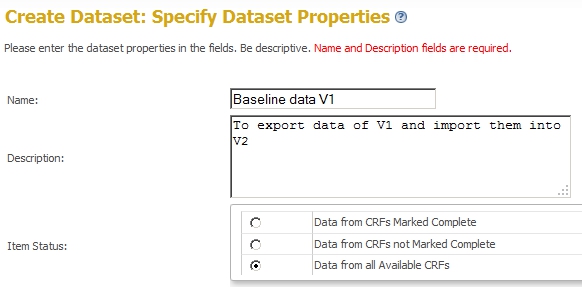 Create Dataset: Specify Dataset Properties ?
Please enter the dataset properties in the fields. Be descriptive. Name and Description fields are required.
Name: Baseline data V1
Description: To export data of V1 and import them into
V2
Item Status:
Data from CRFs Marked Complete
Data from CRFs not Marked Complete
Data from all Available CRFs